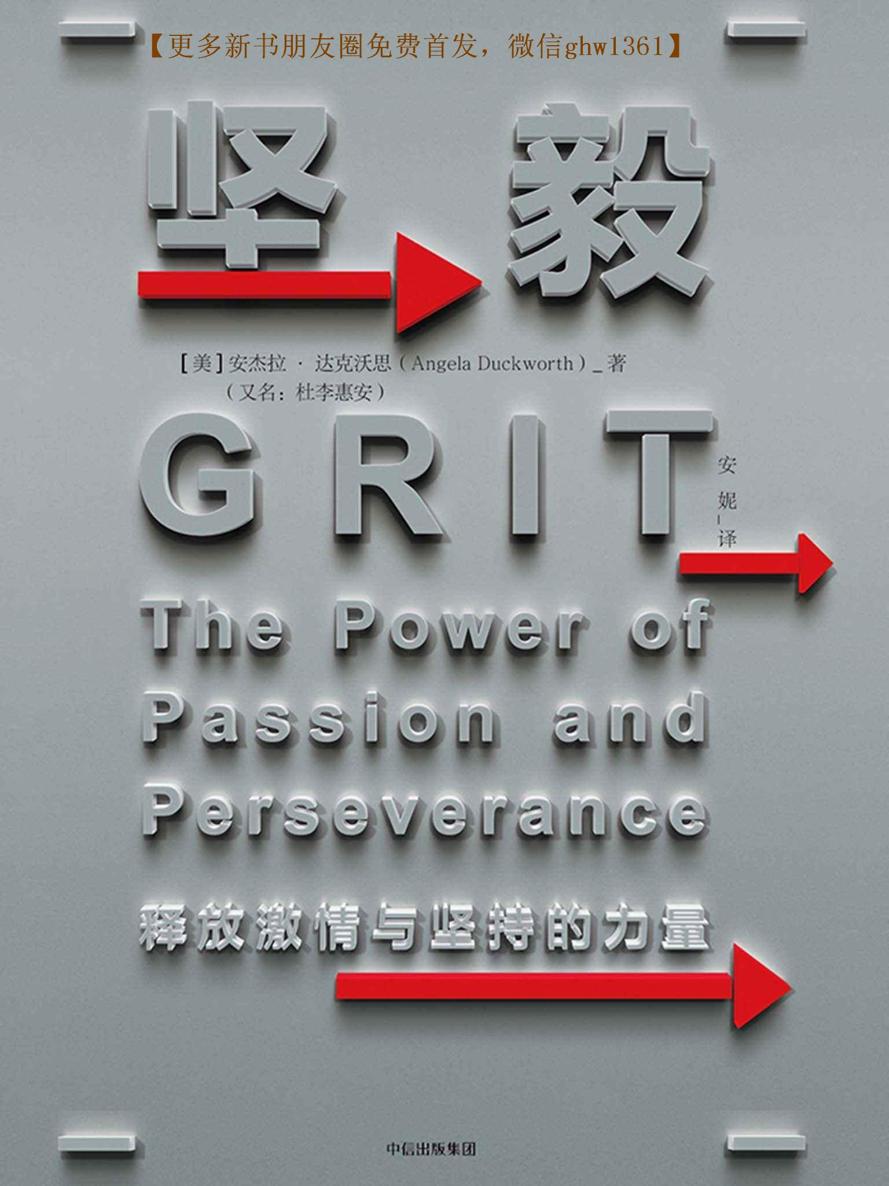 【更多新书朋友圈免费首发，微信ghw1361】
坚毅
[美]安杰拉·达克沃思（Angela Duckworth）_著
（又名：杜李惠安）
GRIT
安妮_译
The Power of
Passion and
Perseverance
释放激情与坚持的力量
中信出版集团